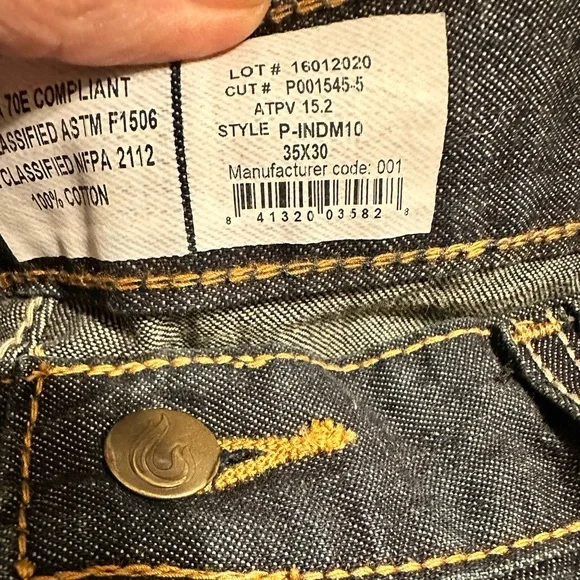 70E COMPLIANT
CLASSIFIED ASTM F1506
CLASSIFIED NFPA 2112
100% COTTON
LOT # 16012020
CUT # P001545-5
ATPV 15.2
STYLE P-INDM10
35X30
Manufacturer code: 001
8 41320 03582 3